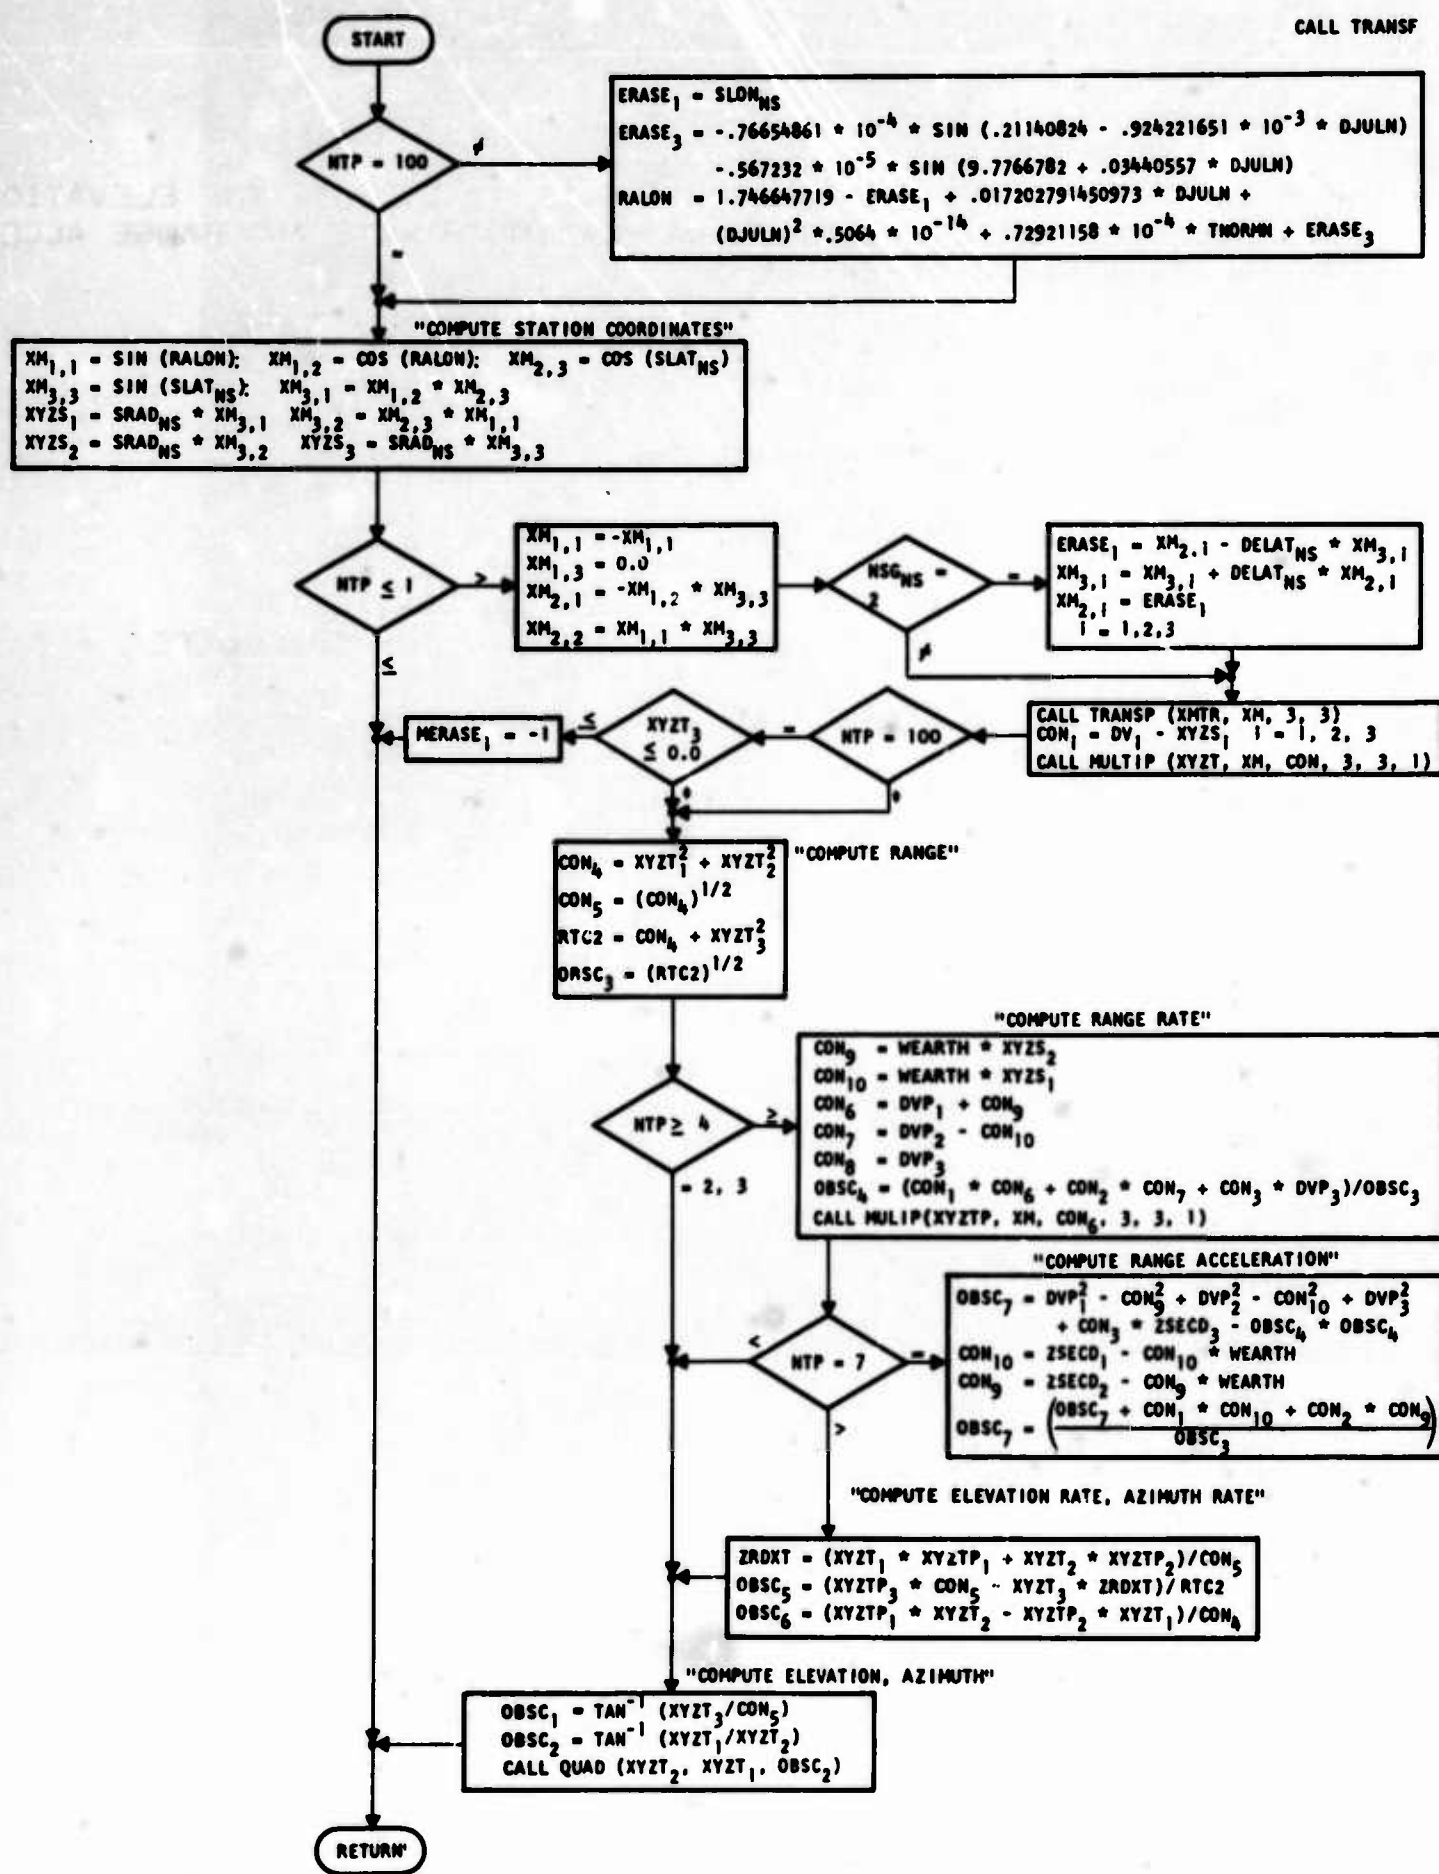 CALL TRANSF
START
NTP = 100
≠
=
ERASE₁ = SLON_NS
ERASE₃ = -.76654861 * 10⁻⁴ * SIN (.21140824 - .924221651 * 10⁻³ * DJULN)
-.567232 * 10⁻⁵ * SIN (9.7766782 + .03440557 * DJULN)
RALON = 1.746647719 - ERASE₁ + .017202791450973 * DJULN +
(DJULN)² * .5064 * 10⁻¹⁴ + .72921158 * 10⁻⁴ * TNORMN + ERASE₃
"COMPUTE STATION COORDINATES"
XM₁,₁ = SIN (RALON); XM₁,₂ = COS (RALON); XM₂,₃ = COS (SLAT_NS)
XM₃,₃ = SIN (SLAT_NS); XM₃,₁ = XM₁,₂ * XM₂,₃
XYZS₁ = SRAD_NS * XM₃,₁ XM₃,₂ = XM₂,₃ * XM₁,₁
XYZS₂ = SRAD_NS * XM₃,₂ XYZS₃ = SRAD_NS * XM₃,₃
NTP ≤ 1
>
≤
XM₁,₁ = -XM₁,₁
XM₁,₃ = 0.0
XM₂,₁ = -XM₁,₂ * XM₃,₃
XM₂,₂ = XM₁,₁ * XM₃,₃
NSG_NS =
2
=
≠
ERASE₁ = XM₂,ᵢ - DELAT_NS * XM₃,ᵢ
XM₃,ᵢ = XM₃,ᵢ + DELAT_NS * XM₂,ᵢ
XM₂,ᵢ = ERASE₁
i = 1,2,3
CALL TRANSP (XMTR, XM, 3, 3)
CONᵢ = DVᵢ - XYZSᵢ i = 1, 2, 3
CALL MULTIP (XYZT, XM, CON, 3, 3, 1)
NTP = 100
=
XYZT₃
≤ 0.0
≤
MERASE₁ = -1
"COMPUTE RANGE"
CON₄ = XYZT₁² + XYZT₂²
CON₅ = (CON₄)^1/2
RTC2 = CON₄ + XYZT₃²
ORSC₃ = (RTC2)^1/2
NTP ≥ 4
≥
= 2, 3
"COMPUTE RANGE RATE"
CON₉ = WEARTH * XYZS₂
CON₁₀ = WEARTH * XYZS₁
CON₆ = DVP₁ + CON₉
CON₇ = DVP₂ - CON₁₀
CON₈ = DVP₃
OBSC₄ = (CON₁ * CON₆ + CON₂ * CON₇ + CON₃ * DVP₃)/OBSC₃
CALL MULIP(XYZTP, XM, CON₆, 3, 3, 1)
NTP = 7
<
=
>
"COMPUTE RANGE ACCELERATION"
OBSC₇ = DVP₁² - CON₉² + DVP₂² - CON₁₀² + DVP₃²
+ CON₃ * ZSECD₃ - OBSC₄ * OBSC₄
CON₁₀ = ZSECD₁ - CON₁₀ * WEARTH
CON₉ = ZSECD₂ - CON₉ * WEARTH
OBSC₇ = (OBSC₇ + CON₁ * CON₁₀ + CON₂ * CON₉ / OBSC₃)
"COMPUTE ELEVATION RATE, AZIMUTH RATE"
ZRDXT = (XYZT₁ * XYZTP₁ + XYZT₂ * XYZTP₂)/CON₅
OBSC₅ = (XYZTP₃ * CON₅ - XYZT₃ * ZRDXT)/RTC2
OBSC₆ = (XYZTP₁ * XYZT₂ - XYZTP₂ * XYZT₁)/CON₄
"COMPUTE ELEVATION, AZIMUTH"
OBSC₁ = TAN⁻¹ (XYZT₃/CON₅)
OBSC₂ = TAN⁻¹ (XYZT₁/XYZT₂)
CALL QUAD (XYZT₂, XYZT₁, OBSC₂)
RETURN